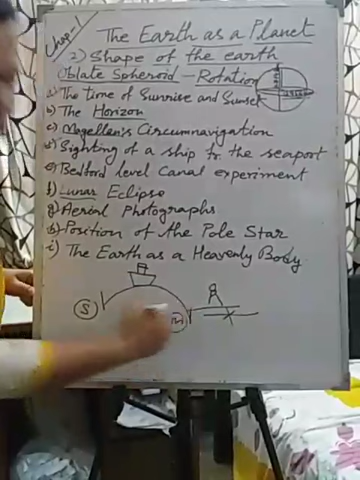 Chap-1
The Earth as a Planet
2) Shape of the earth
Oblate Spheroid - Rotation
a) The time of Sunrise and Sunset
b) The Horizon
c) Magellan's Circumnavigation
d) Sighting of a ship fr. the seaport
e) Bedford level Canal experiment
f) Lunar Eclipse
g) Aerial Photographs
h) Position of the Pole Star
i) The Earth as a Heavenly Body
S